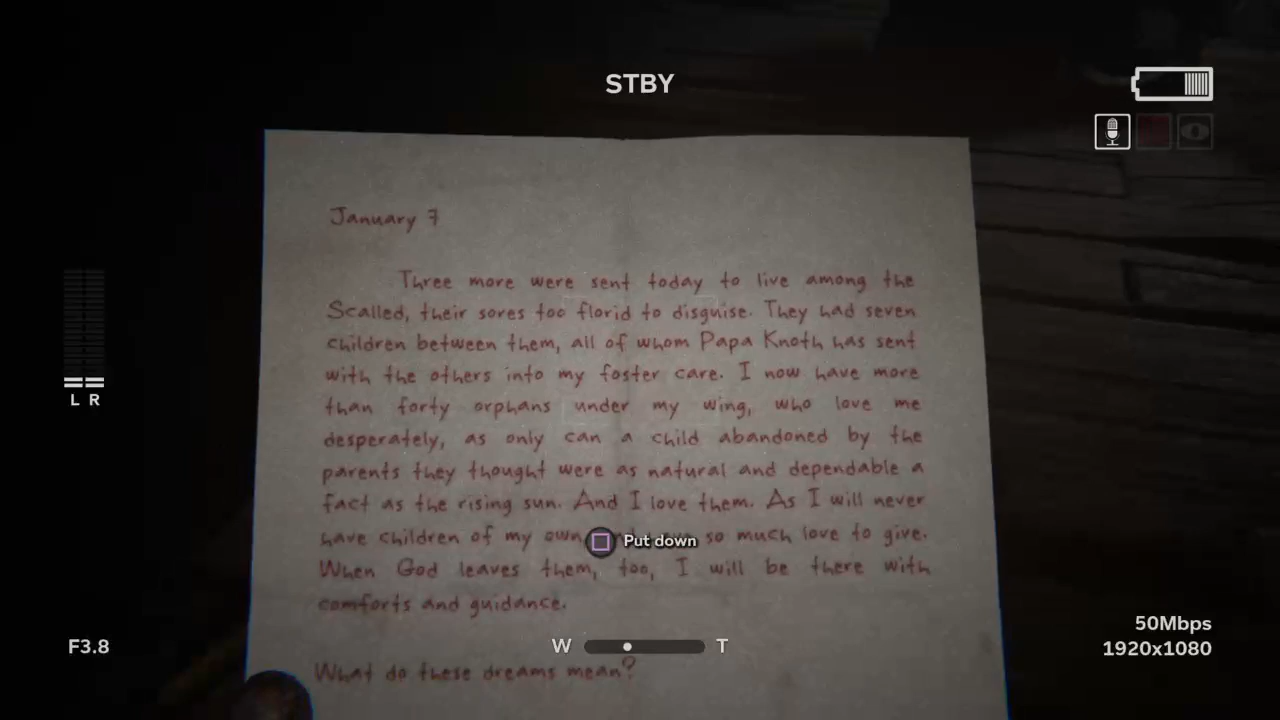 STBY
January 7
Three more were sent today to live among the
Scalled, their sores too florid to disguise. They had seven
children between them, all of whom Papa Knoth has sent
with the others into my foster care. I now have more
than forty orphans under my wing, who love me
desperately, as only can a child abandoned by the
parents they thought were as natural and dependable a
fact as the rising sun. And I love them. As I will never
have children of my own so much love to give.
Put down
When God leaves them, too, I will be there with
comforts and guidance.
What do these dreams mean?
L R
F3.8
W T
50Mbps
1920x1080